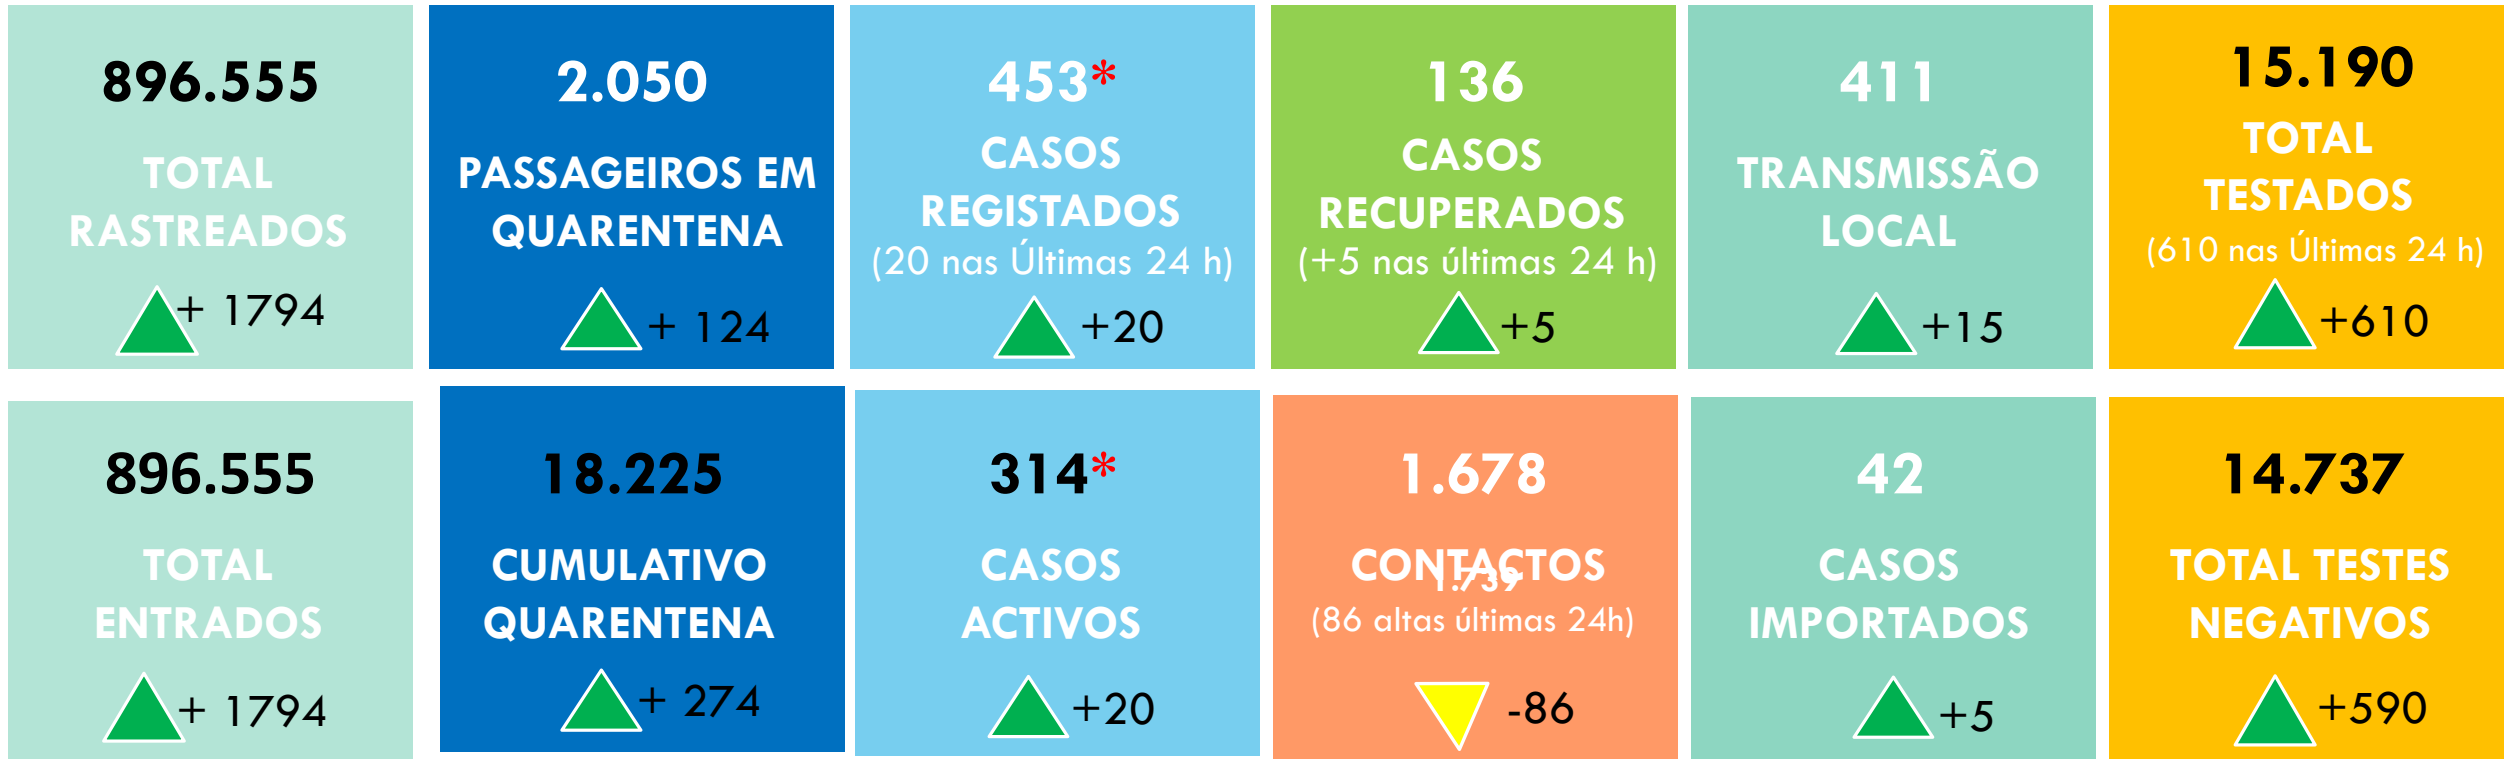 896.555
TOTAL
RASTREADOS
+ 1794
2.050
PASSAGEIROS EM
QUARENTENA
+ 124
453*
CASOS
REGISTADOS
(20 nas Últimas 24 h)
+20
136
CASOS
RECUPERADOS
(+5 nas últimas 24 h)
+5
411
TRANSMISSÃO
LOCAL
+15
15.190
TOTAL
TESTADOS
(610 nas Últimas 24 h)
+610
896.555
TOTAL
ENTRADOS
+ 1794
18.225
CUMULATIVO
QUARENTENA
+ 274
314*
CASOS
ACTIVOS
+20
1.678
CONTACTOS
1.739
(86 altas últimas 24h)
-86
42
CASOS
IMPORTADOS
+5
14.737
TOTAL TESTES
NEGATIVOS
+590